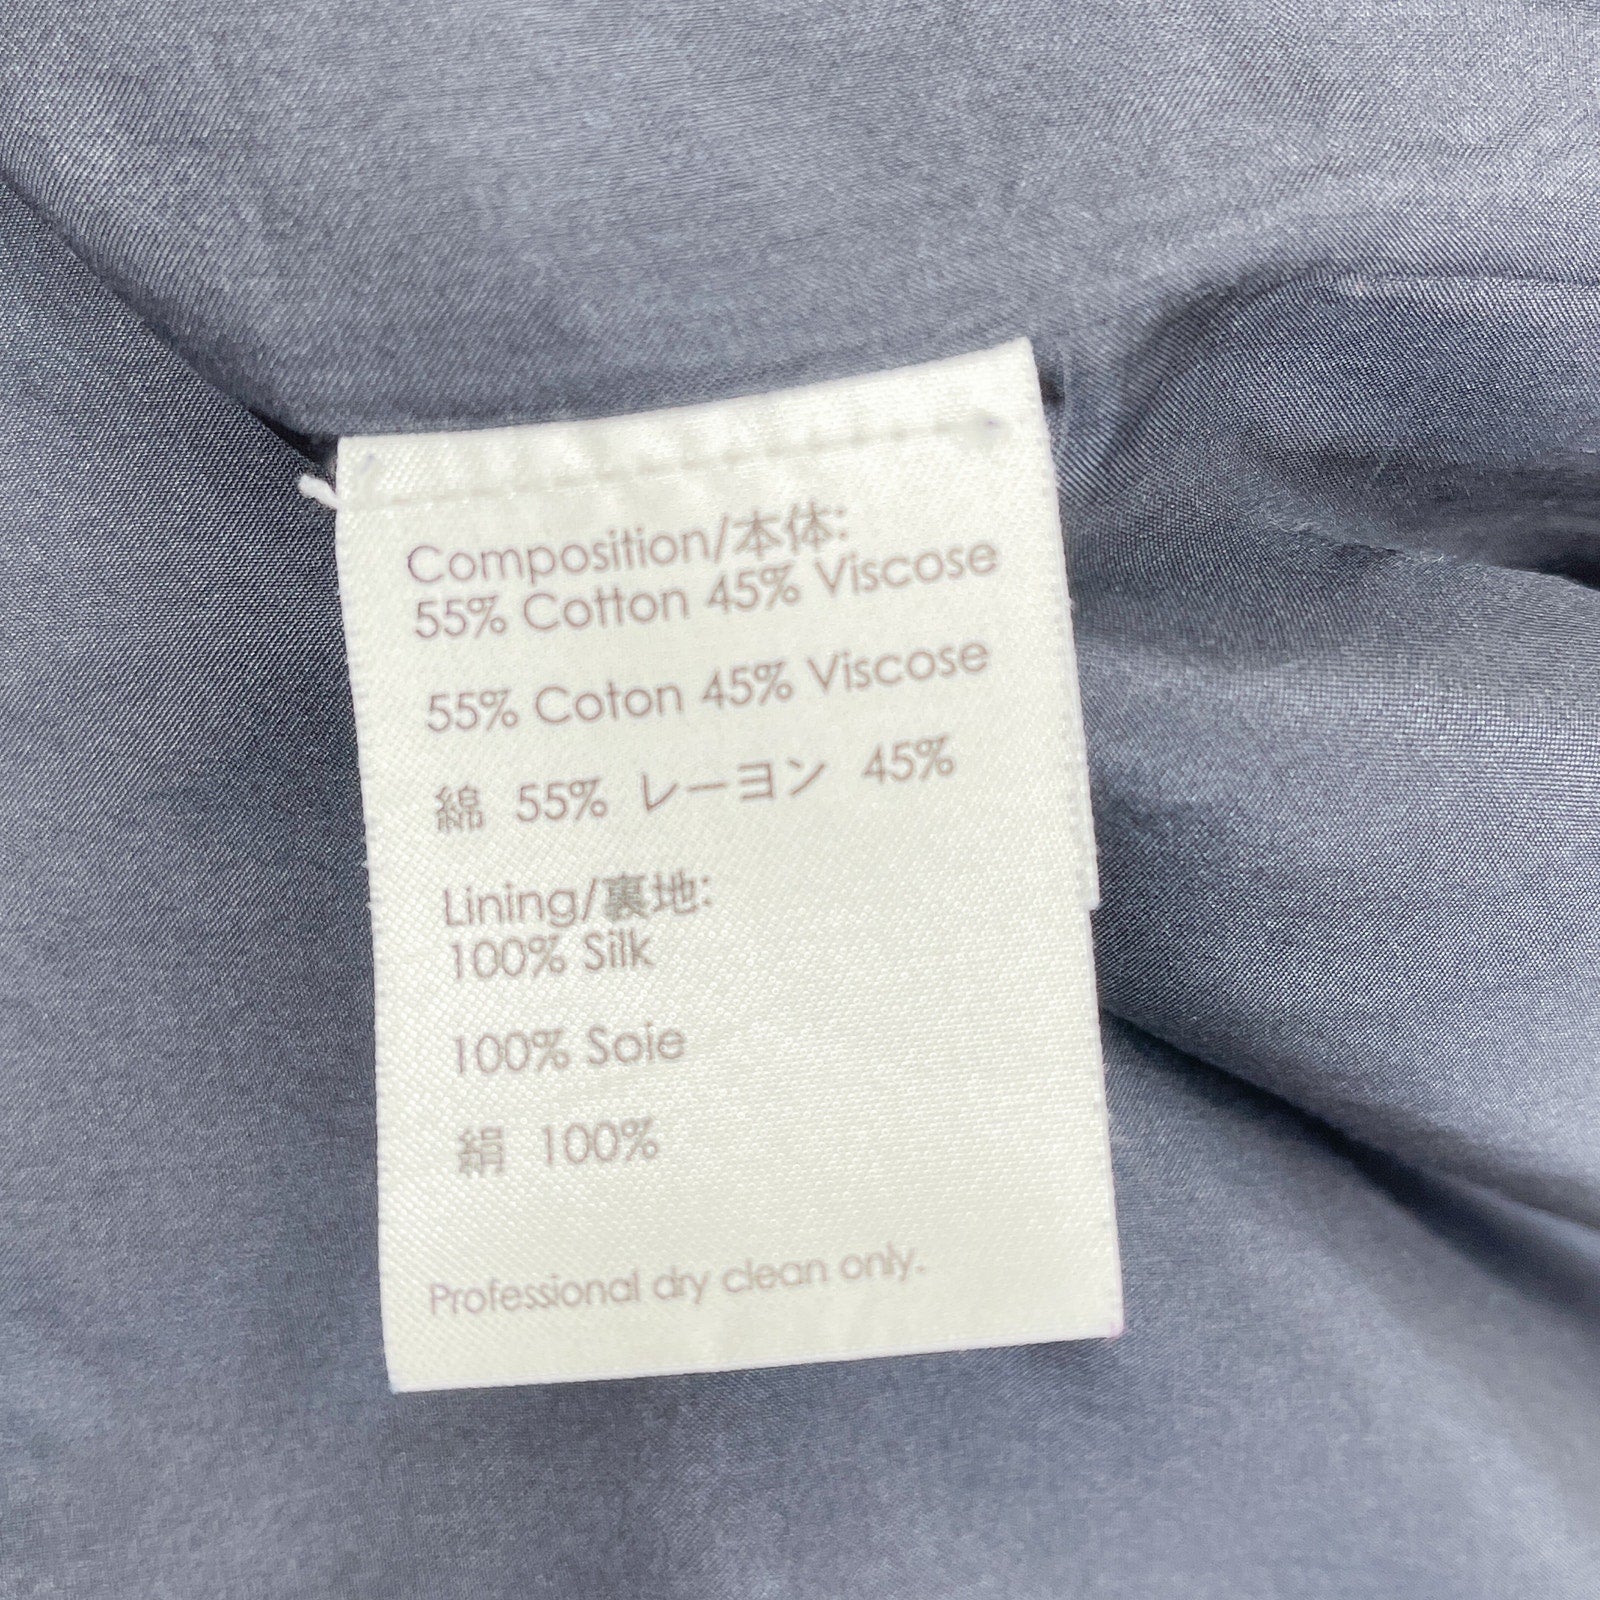 Composition/本体:
55% Cotton 45% Viscose
55% Coton 45% Viscose
綿 55% レーヨン 45%
Lining/裏地:
100% Silk
100% Soie
絹 100%
Professional dry clean only.